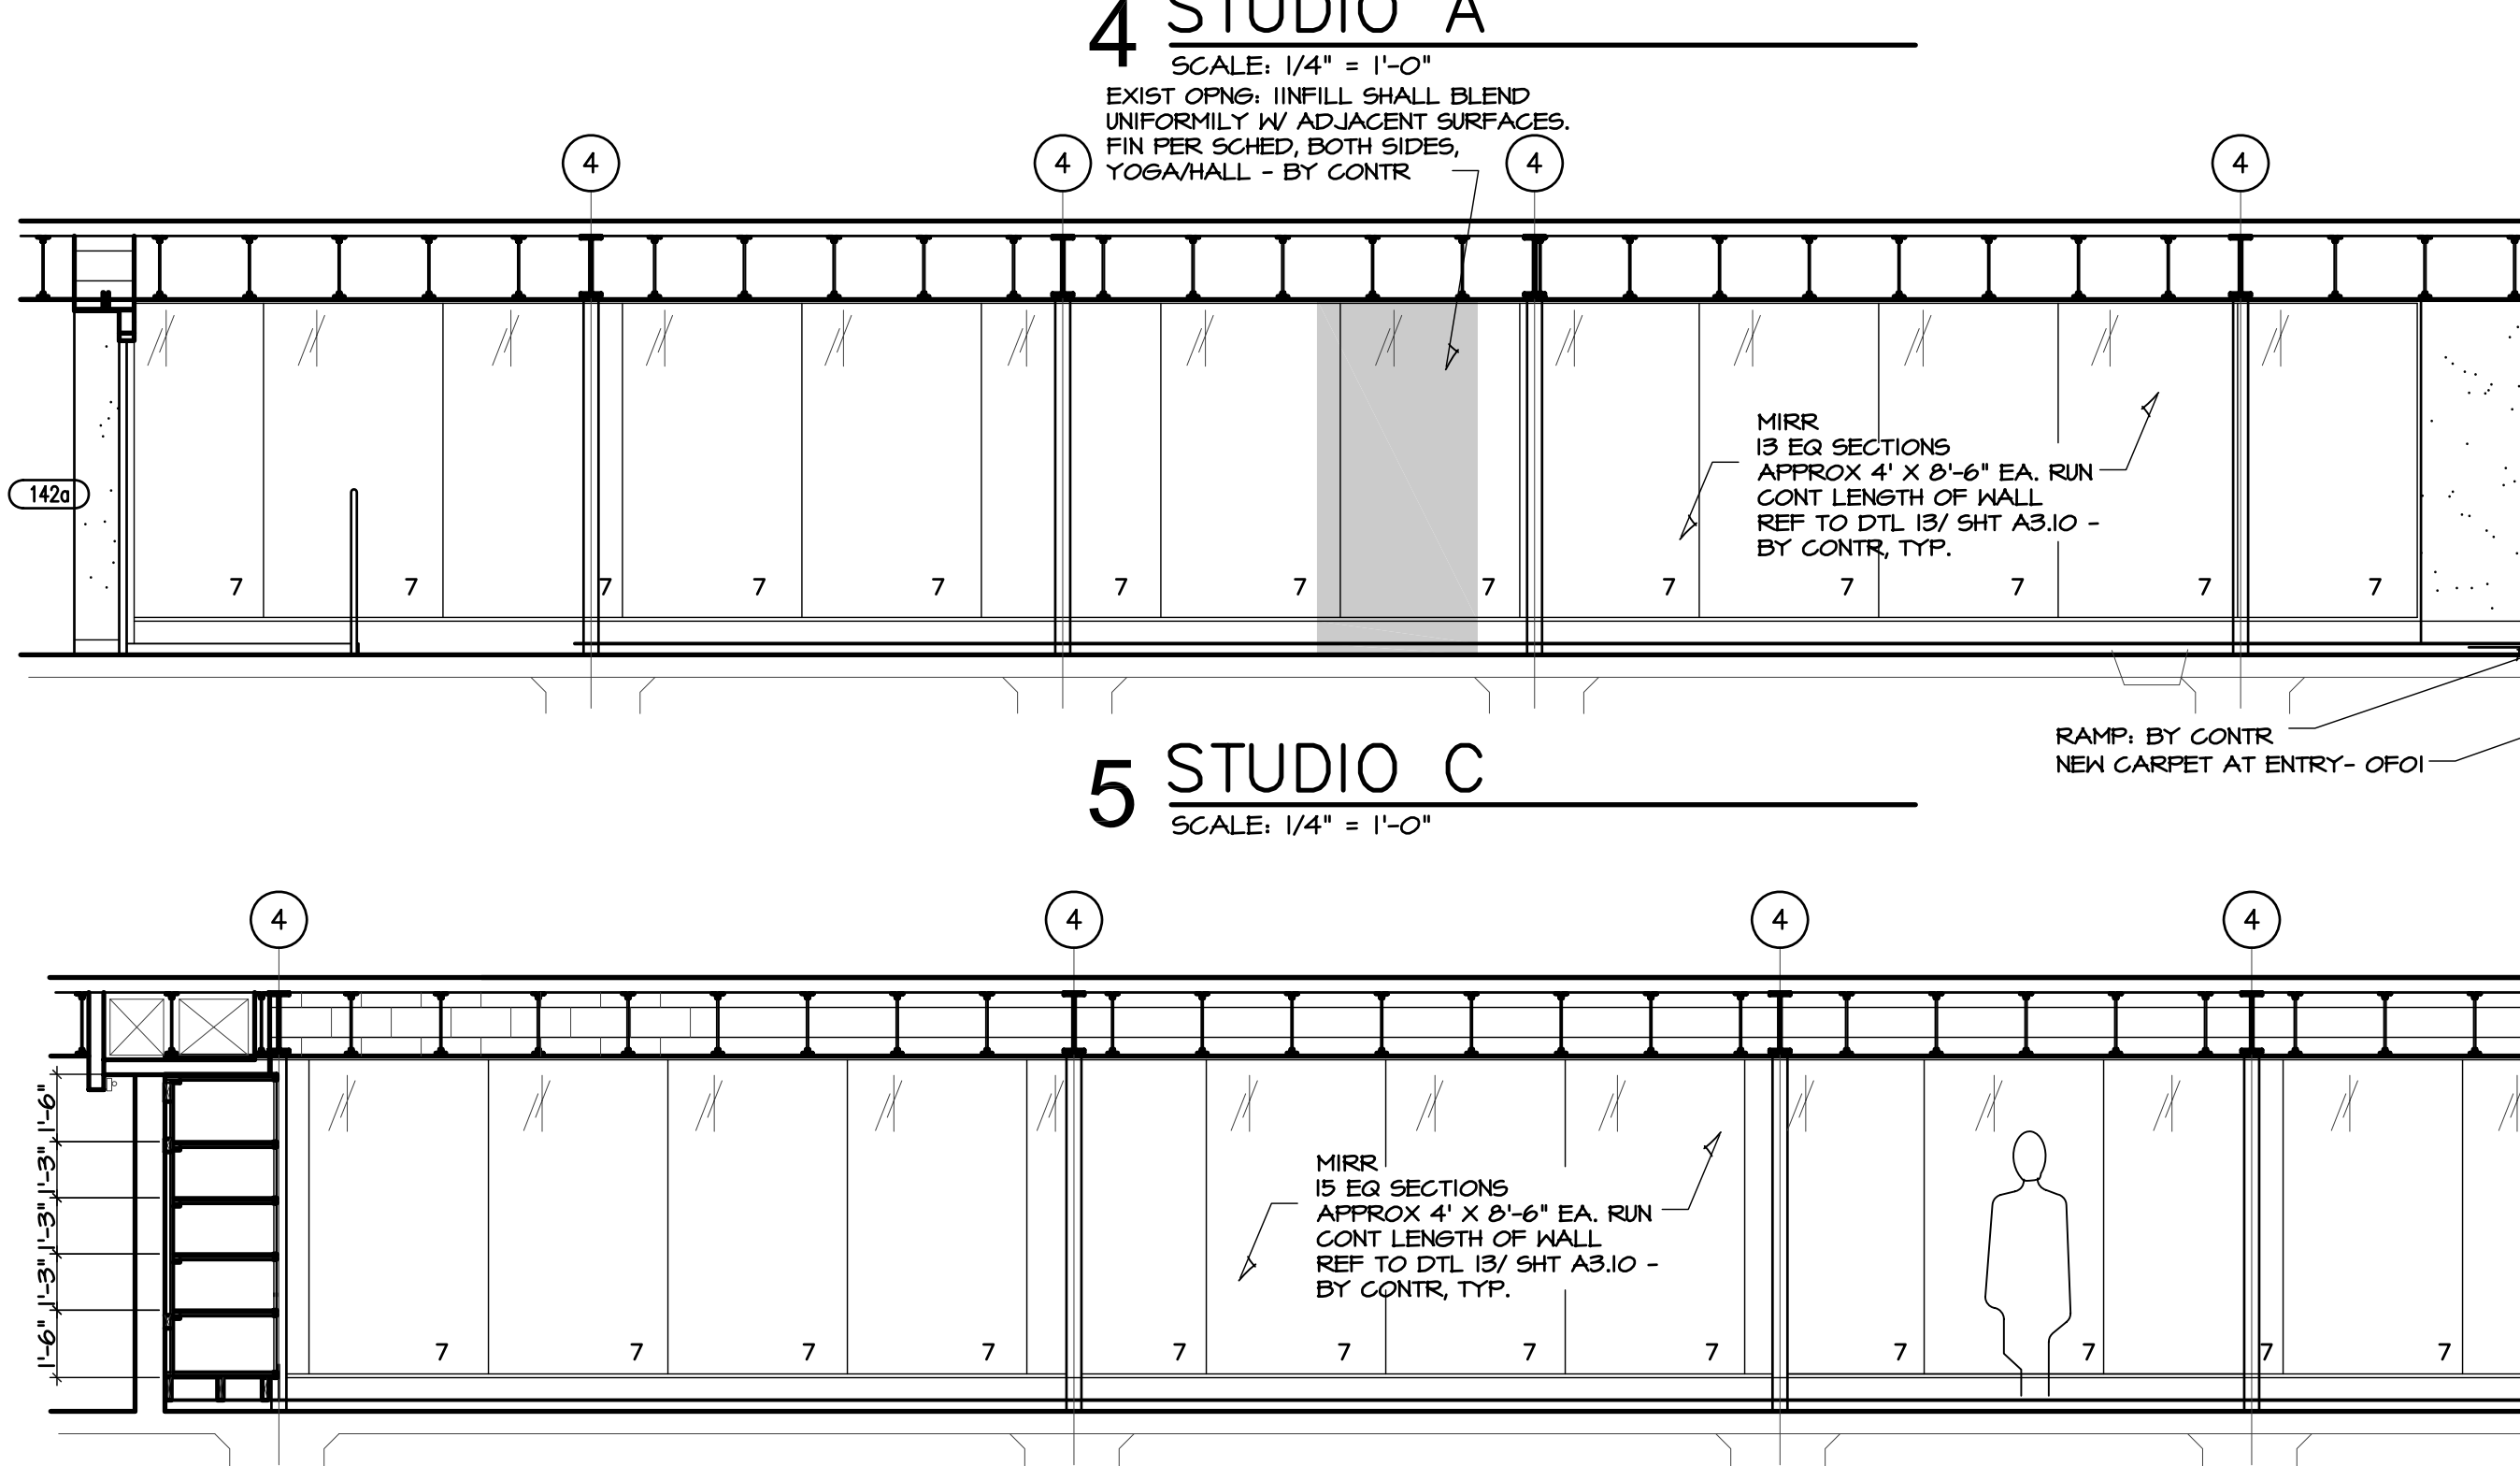 4 STUDIO A
SCALE: 1/4" = 1'-0"
EXIST OPNG: IINFILL SHALL BLEND
UNIFORMILY W/ ADJACENT SURFACES.
FIN PER SCHED, BOTH SIDES,
YOGA/HALL - BY CONTR
4 4 4 4
MIRR
13 EQ SECTIONS
APPROX 4' X 8'-6" EA. RUN
CONT LENGTH OF WALL
REF TO DTL 13/ SHT A3.10 -
BY CONTR, TYP.
142a
7 7 7 7 7 7 7 7 7 7 7 7 7
RAMP: BY CONTR
NEW CARPET AT ENTRY- OFOI
5 STUDIO C
SCALE: 1/4" = 1'-0"
4 4 4 4
1'-6"
1'-3"
1'-3"
1'-3"
1'-6"
MIRR
15 EQ SECTIONS
APPROX 4' X 8'-6" EA. RUN
CONT LENGTH OF WALL
REF TO DTL 13/ SHT A3.10 -
BY CONTR, TYP.
7 7 7 7 7 7 7 7 7 7 7 7